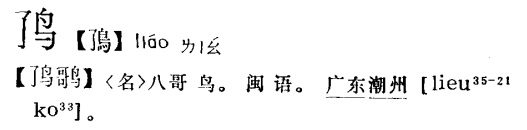 ⿰了鸟 【⿰了鳥】 liáo ㄌㄧㄠˊ
【⿰了鸟⿰哥鸟】〈名〉八哥鸟。闽语。广东潮州 [lieu³⁵⁻²¹
ko³³]。